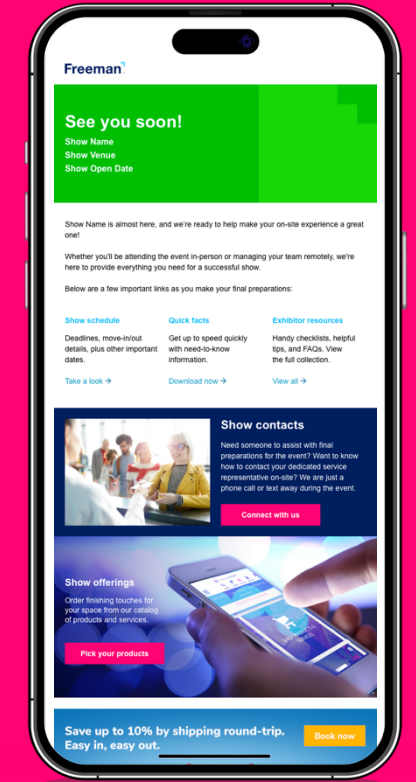 Freeman
See you soon!
Show Name
Show Venue
Show Open Date
Show Name is almost here, and we're ready to help make your on-site experience a great
one!
Whether you'll be attending the event in-person or managing your team remotely, we're
here to provide everything you need for a successful show.
Below are a few important links as you make your final preparations:
Show schedule
Deadlines, move-in/out
details, plus other important
dates.
Take a look →
Quick facts
Get up to speed quickly
with need-to-know
information.
Download now →
Exhibitor resources
Handy checklists, helpful
tips, and FAQs. View
the full collection.
View all →
Show contacts
Need someone to assist with final
preparations for the event? Want to know
how to contact your dedicated service
representative on-site? We are just a
phone call or text away during the event.
Connect with us
Show offerings
Order finishing touches for
your space from our catalog
of products and services.
Pick your products
Save up to 10% by shipping round-trip.
Easy in, easy out.
Book now